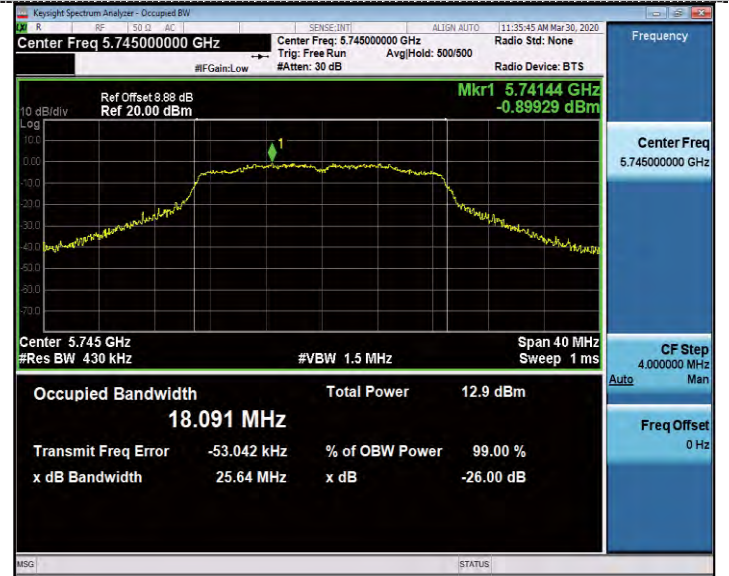 Keysight Spectrum Analyzer - Occupied BW
R RF 50 Ω AC SENSE:INT ALIGN AUTO 11:35:45 AM Mar 30, 2020
Center Freq 5.745000000 GHz
Center Freq: 5.745000000 GHz Radio Std: None
Trig: Free Run Avg|Hold: 500/500
#IFGain:Low #Atten: 30 dB Radio Device: BTS
Frequency
Mkr1 5.74144 GHz
-0.89929 dBm
Ref Offset 8.88 dB
10 dB/div Ref 20.00 dBm
Log
10.0
0.00
-10.0
-20.0
-30.0
-40.0
-50.0
-60.0
-70.0
1
Center 5.745 GHz Span 40 MHz
#Res BW 430 kHz #VBW 1.5 MHz Sweep 1 ms
Occupied Bandwidth Total Power 12.9 dBm
18.091 MHz
Transmit Freq Error -53.042 kHz % of OBW Power 99.00 %
x dB Bandwidth 25.64 MHz x dB -26.00 dB
Center Freq
5.745000000 GHz
CF Step
4.000000 MHz
Auto Man
Freq Offset
0 Hz
MSG STATUS